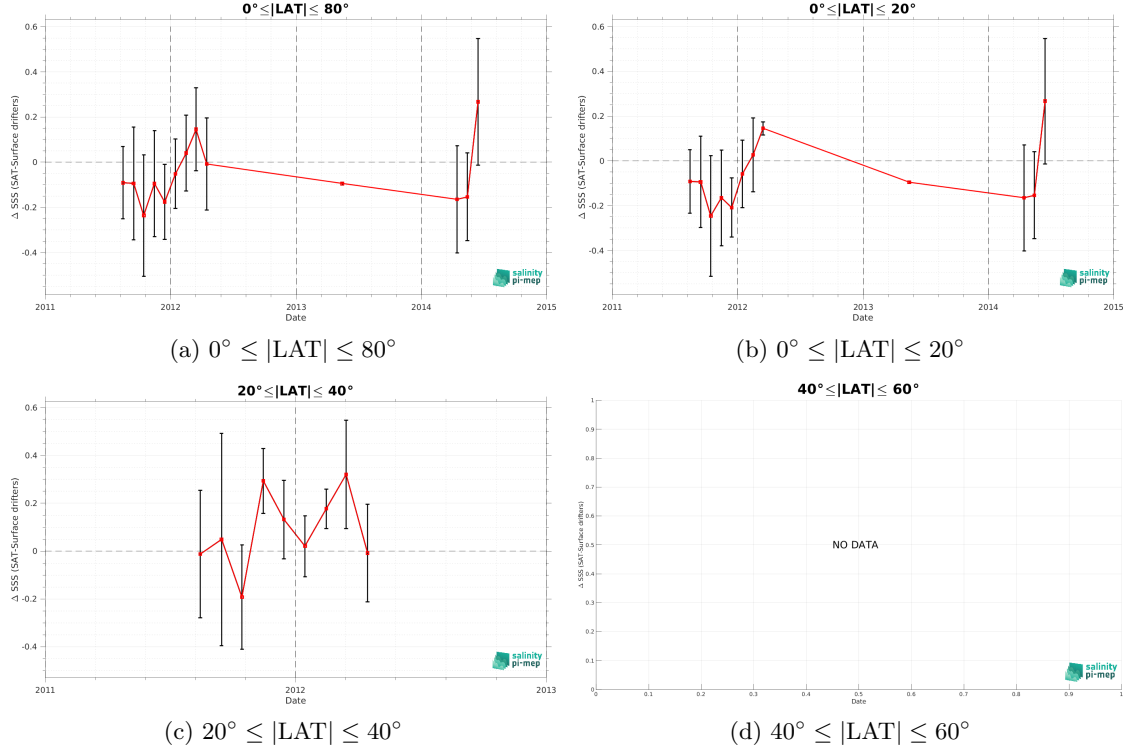 0°≤|LAT|≤ 80°
Δ SSS (SAT-Surface drifters)
0.6
0.4
0.2
0
-0.2
-0.4
2011
2012
2013
2014
2015
Date
salinity
pi-mep
(a) 0° ≤ |LAT| ≤ 80°
0°≤|LAT|≤ 20°
Δ SSS (SAT-Surface drifters)
0.6
0.4
0.2
0
-0.2
-0.4
2011
2012
2013
2014
2015
Date
salinity
pi-mep
(b) 0° ≤ |LAT| ≤ 20°
20°≤|LAT|≤ 40°
Δ SSS (SAT-Surface drifters)
0.6
0.4
0.2
0
-0.2
-0.4
2011
2012
2013
Date
salinity
pi-mep
(c) 20° ≤ |LAT| ≤ 40°
40°≤|LAT|≤ 60°
Δ SSS (SAT-Surface drifters)
1
0.9
0.8
0.7
0.6
0.5
0.4
0.3
0.2
0.1
0
NO DATA
0
0.1
0.2
0.3
0.4
0.5
0.6
0.7
0.8
0.9
1
Date
salinity
pi-mep
(d) 40° ≤ |LAT| ≤ 60°